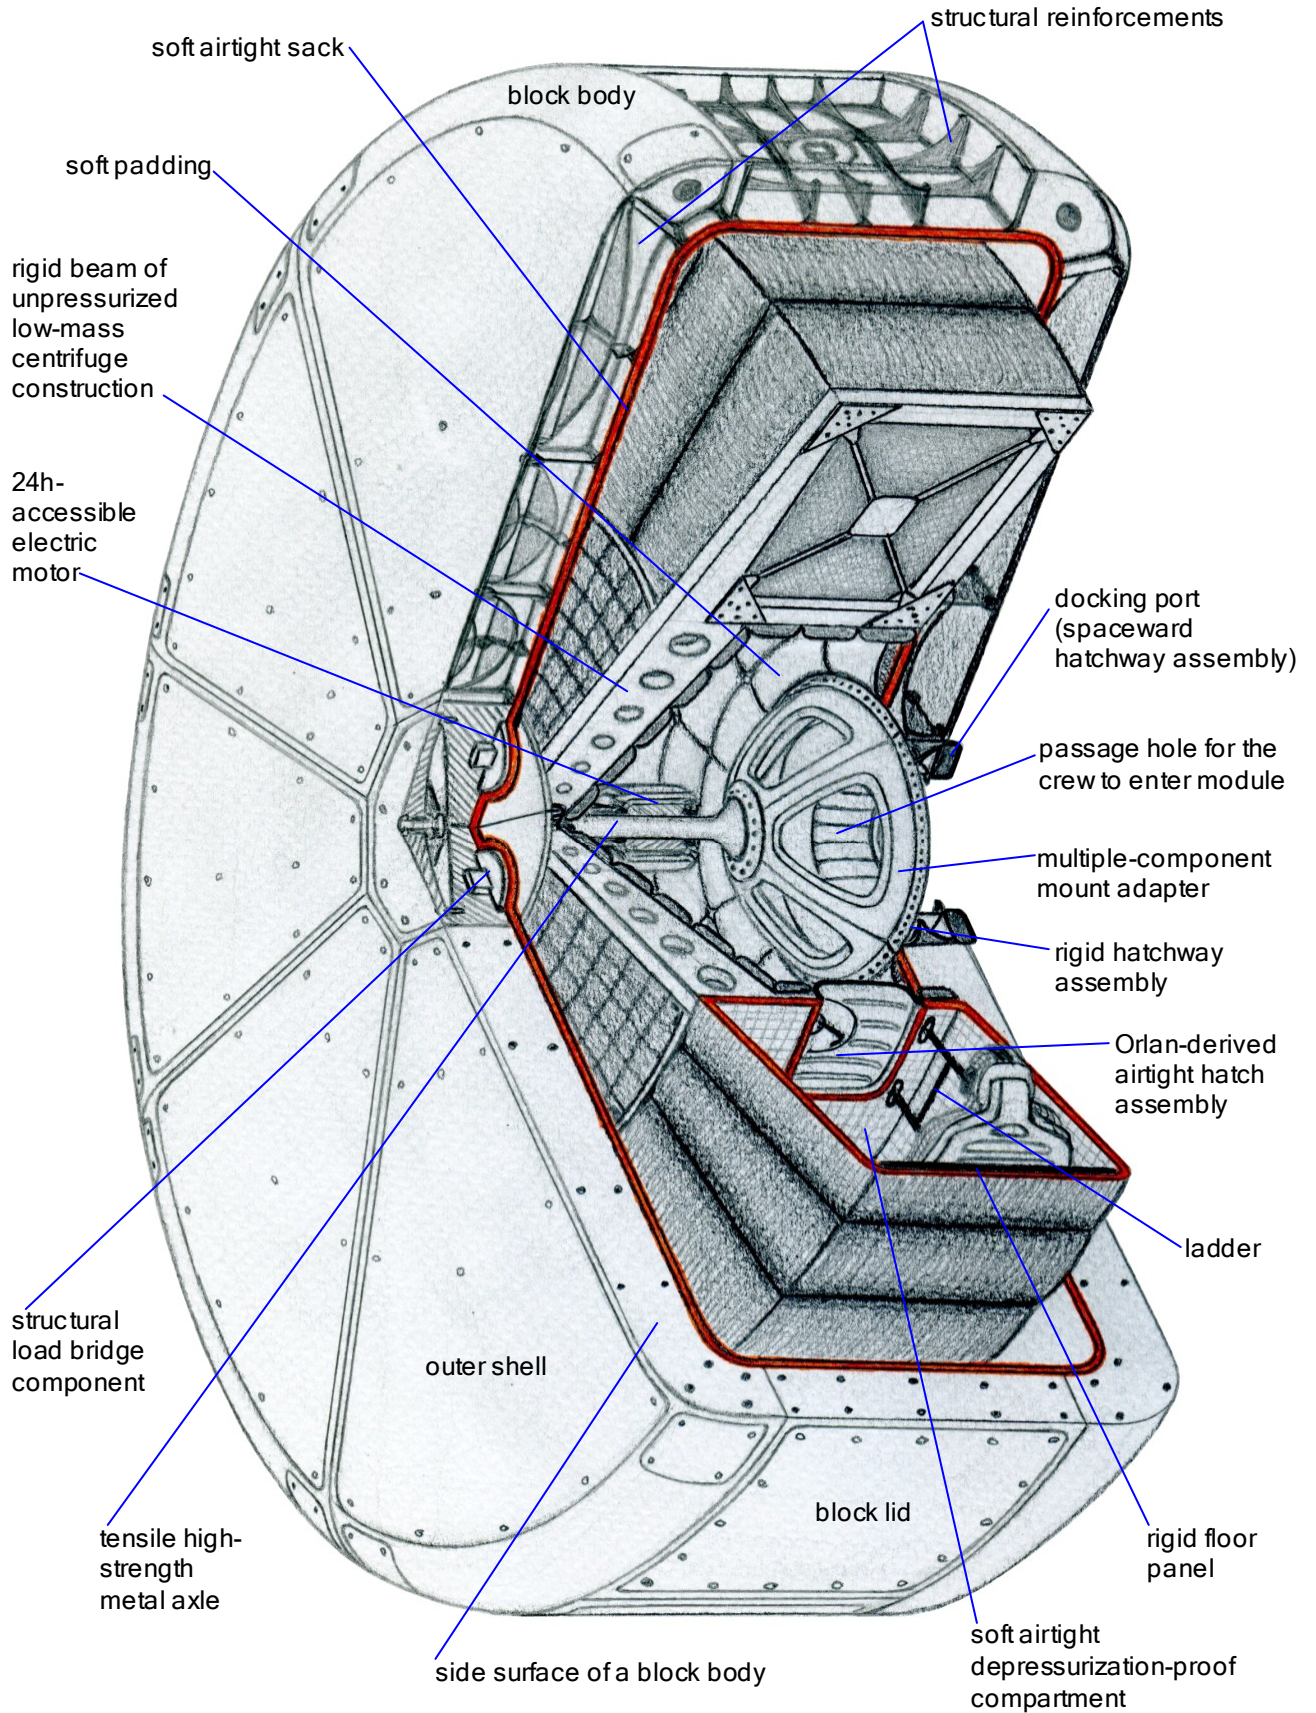 structural reinforcements
soft airtight sack
block body
soft padding
rigid beam of
unpressurized
low-mass
centrifuge
construction
24h-
accessible
electric
motor
docking port
(spaceward
hatchway assembly)
passage hole for the
crew to enter module
multiple-component
mount adapter
rigid hatchway
assembly
Orlan-derived
airtight hatch
assembly
ladder
structural
load bridge
component
outer shell
block lid
tensile high-
strength
metal axle
rigid floor
panel
side surface of a block body
soft airtight
depressurization-proof
compartment